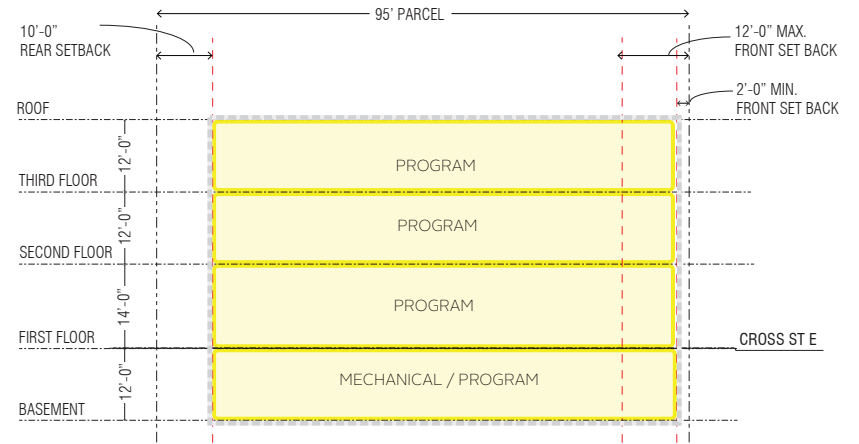 95’ PARCEL
10’-0”
REAR SETBACK
12’-0” MAX.
FRONT SET BACK
2’-0” MIN.
FRONT SET BACK
ROOF
12’-0”
PROGRAM
THIRD FLOOR
12’-0”
PROGRAM
SECOND FLOOR
14’-0”
PROGRAM
FIRST FLOOR
CROSS ST E
12’-0”
MECHANICAL / PROGRAM
BASEMENT